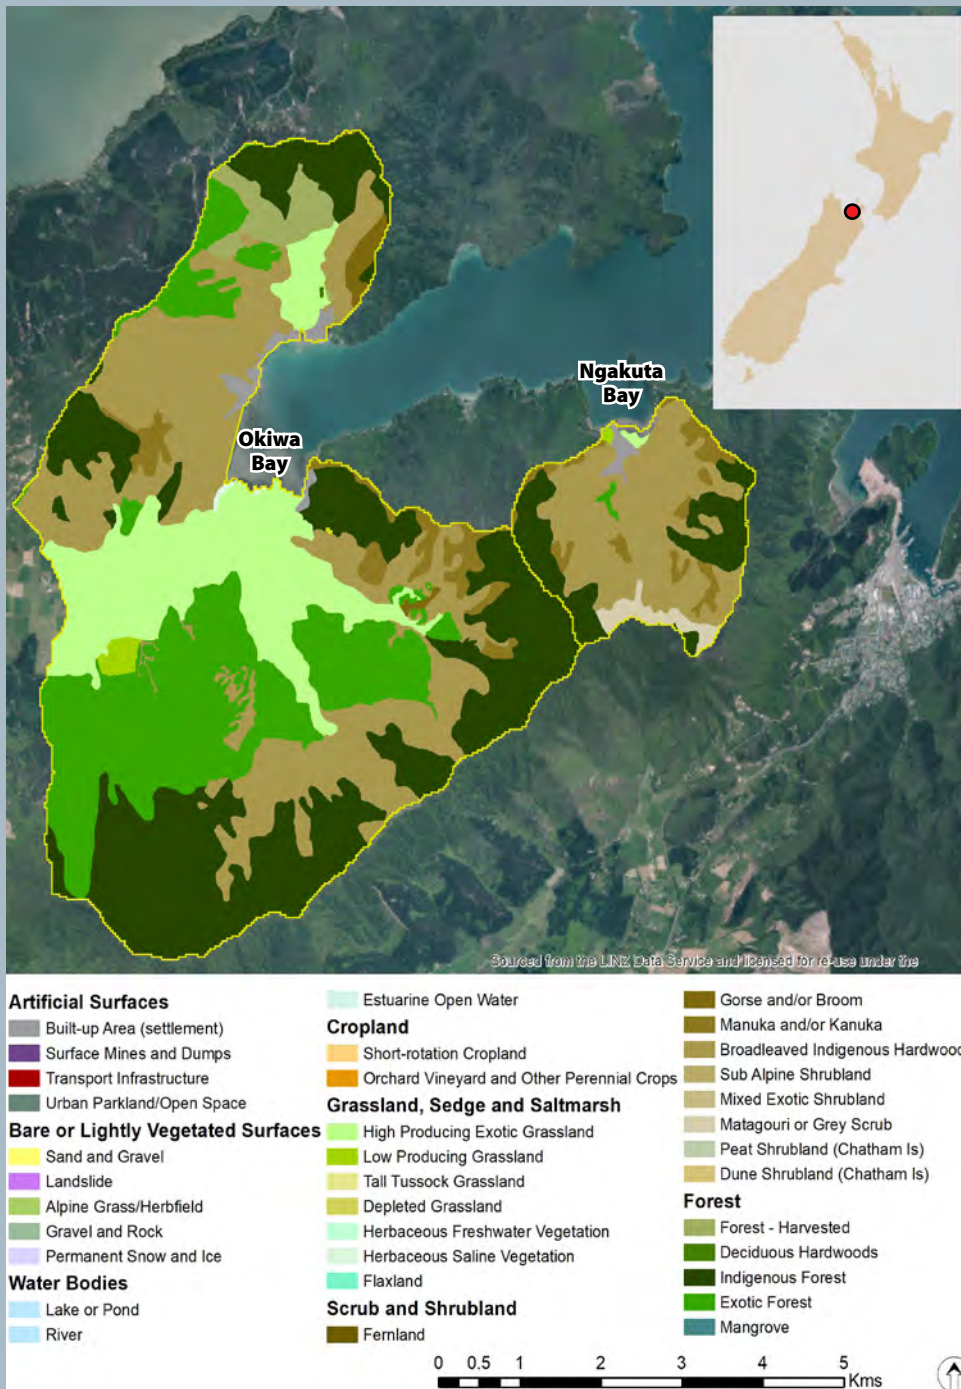 Ngakuta
Bay
Okiwa
Bay
Sourced from the LINZ Data Service and licensed for re-use under the
Artificial Surfaces
Built-up Area (settlement)
Surface Mines and Dumps
Transport Infrastructure
Urban Parkland/Open Space
Bare or Lightly Vegetated Surfaces
Sand and Gravel
Landslide
Alpine Grass/Herbfield
Gravel and Rock
Permanent Snow and Ice
Water Bodies
Lake or Pond
River
Estuarine Open Water
Cropland
Short-rotation Cropland
Orchard Vineyard and Other Perennial Crops
Grassland, Sedge and Saltmarsh
High Producing Exotic Grassland
Low Producing Grassland
Tall Tussock Grassland
Depleted Grassland
Herbaceous Freshwater Vegetation
Herbaceous Saline Vegetation
Flaxland
Scrub and Shrubland
Fernland
Gorse and/or Broom
Manuka and/or Kanuka
Broadleaved Indigenous Hardwood
Sub Alpine Shrubland
Mixed Exotic Shrubland
Matagouri or Grey Scrub
Peat Shrubland (Chatham Is)
Dune Shrubland (Chatham Is)
Forest
Forest - Harvested
Deciduous Hardwoods
Indigenous Forest
Exotic Forest
Mangrove
0 0.5 1 2 3 4 5
Kms